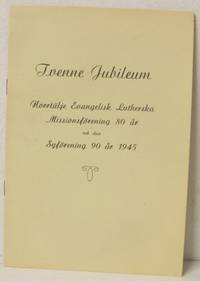 Tvenne Jubileum
Norrtälje Evangelisk Lutherska
Missionsförening 80 år
och dess
Syförening 90 år 1945